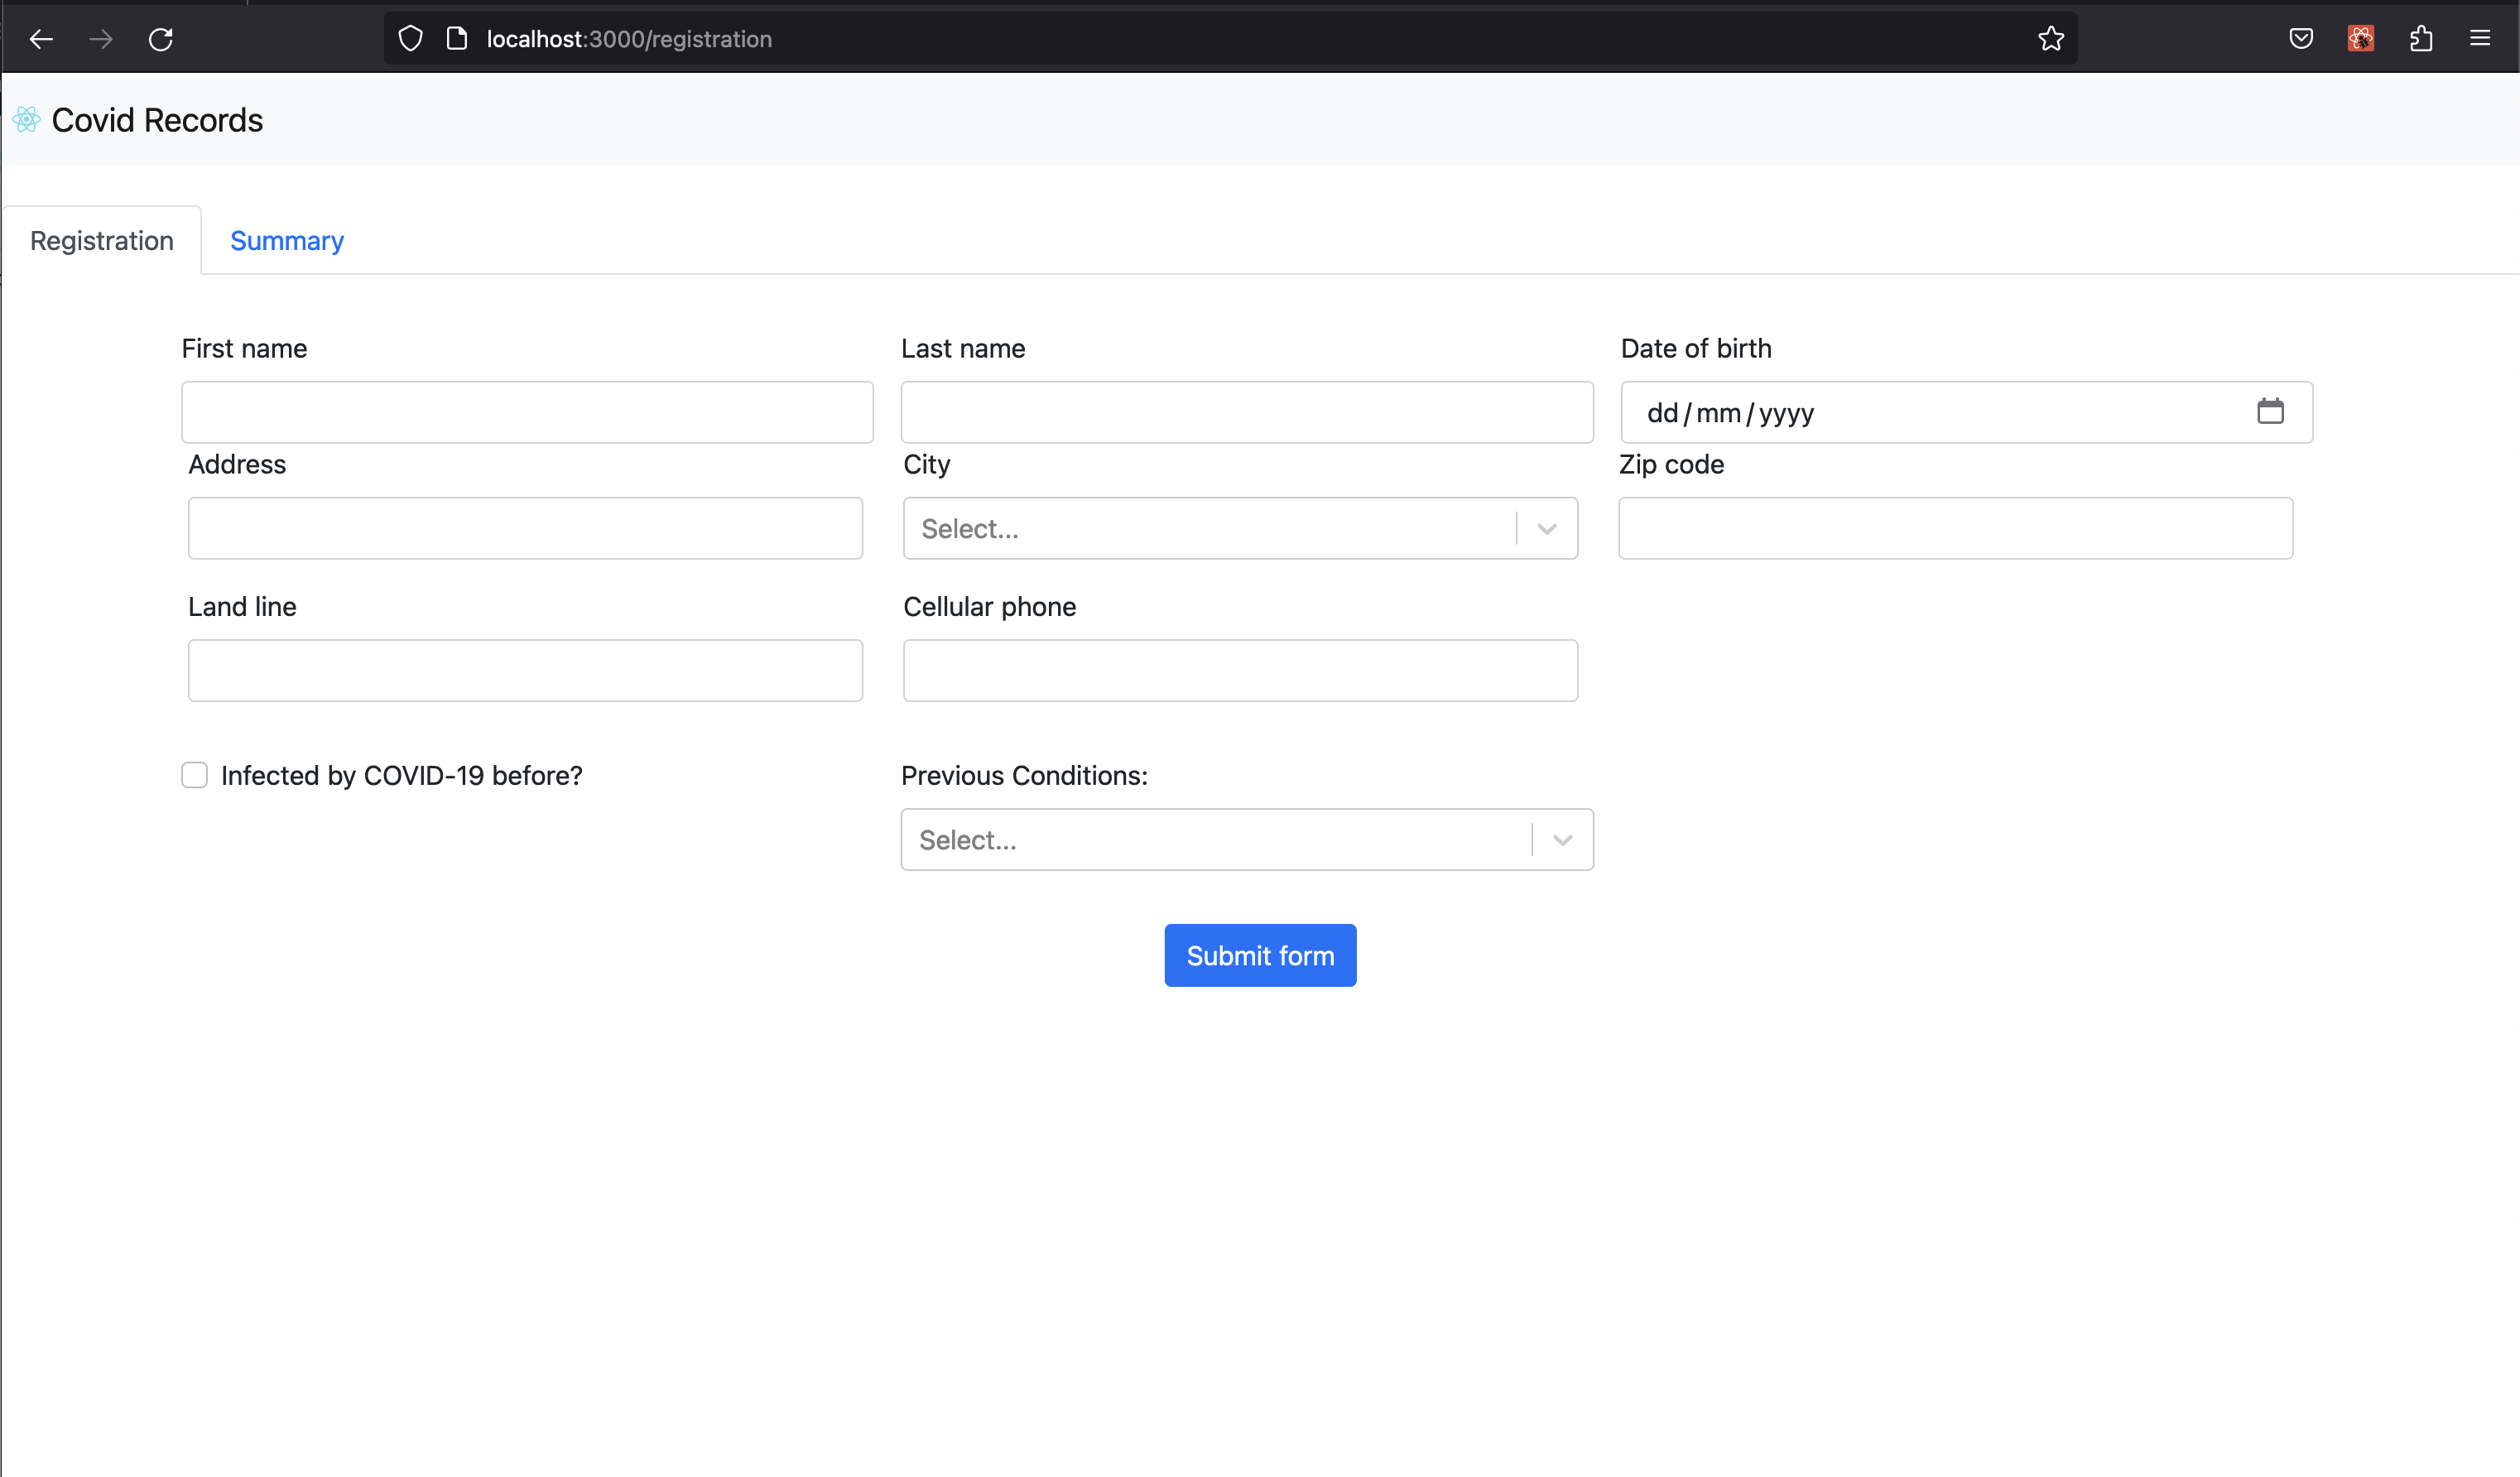 localhost:3000/registration
Covid Records
Registration Summary
First name Last name Date of birth
dd/mm/yyyy
Address City Zip code
Select...
Land line Cellular phone
Infected by COVID-19 before? Previous Conditions:
Select...
Submit form